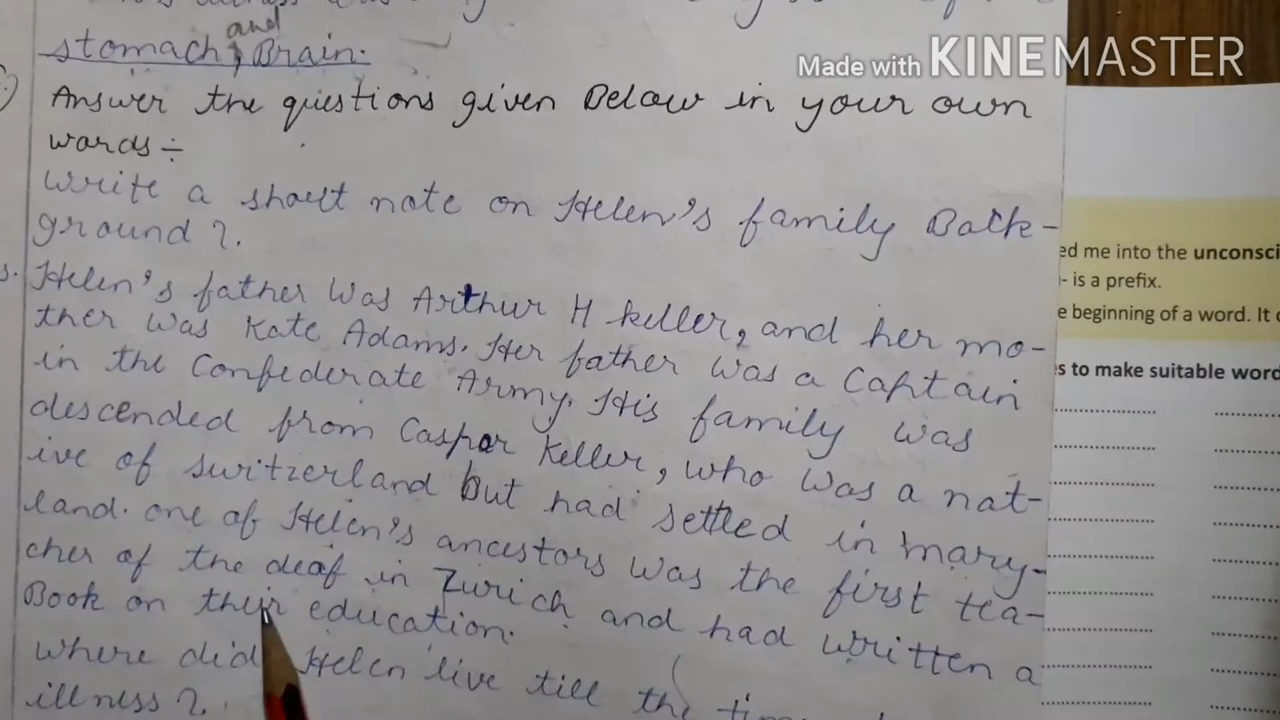 and
stomach, Brain.
Made with KINEMASTER
Answer the questions given Below in your own
words ÷
Write a short note on Helen's family Back-
ground ?.
Helen's father was Arthur H keller, and her mo-
ther was Kate Adams. Her father was a Captain
in the Confederate Army. His family was
descended from Caspar Keller, who was a nat-
ive of switzerland but had settled in mary-
land. one of Helen's ancestors was the first tea-
cher of the deaf in Zurich and had written a
Book on their education.
where did Helen live till the
illness ?.
ed me into the unconsci
- is a prefix.
e beginning of a word. It
s to make suitable word